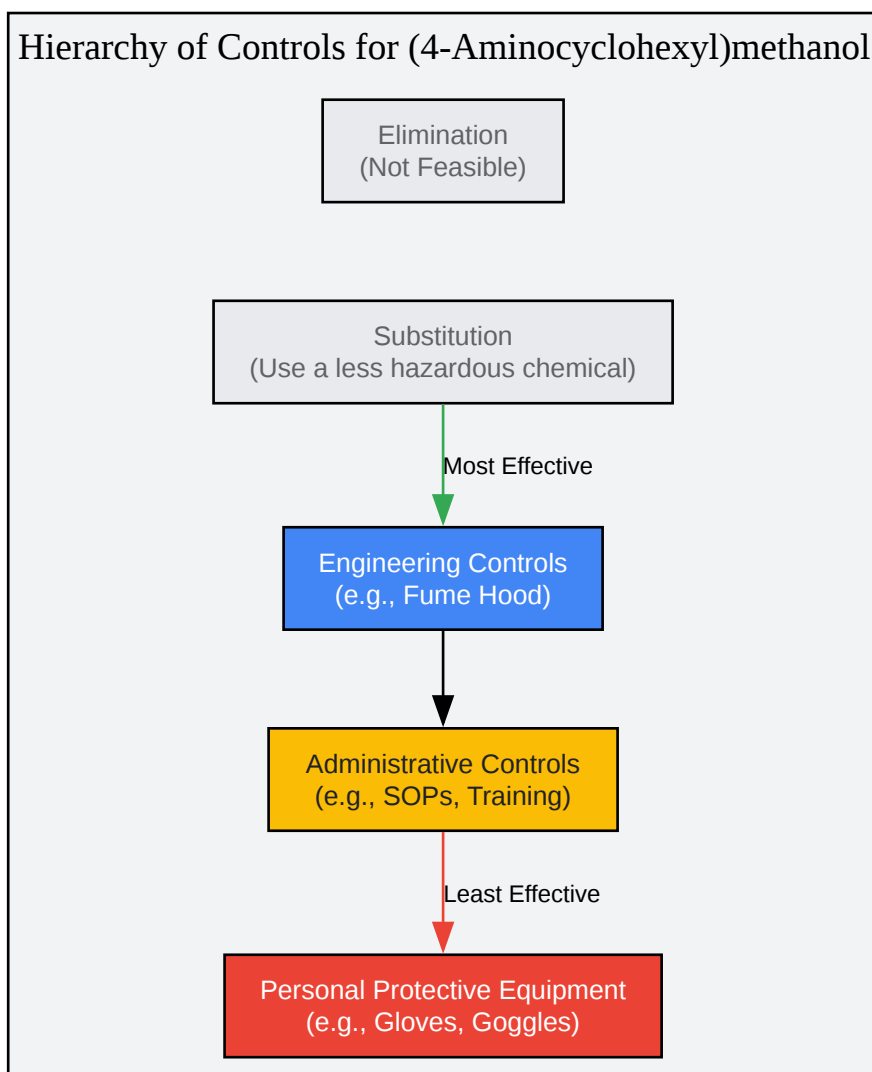 Hierarchy of Controls for (4-Aminocyclohexyl)methanol
Elimination
(Not Feasible)
Substitution
(Use a less hazardous chemical)
Most Effective
Engineering Controls
(e.g., Fume Hood)
Administrative Controls
(e.g., SOPs, Training)
Least Effective
Personal Protective Equipment
(e.g., Gloves, Goggles)